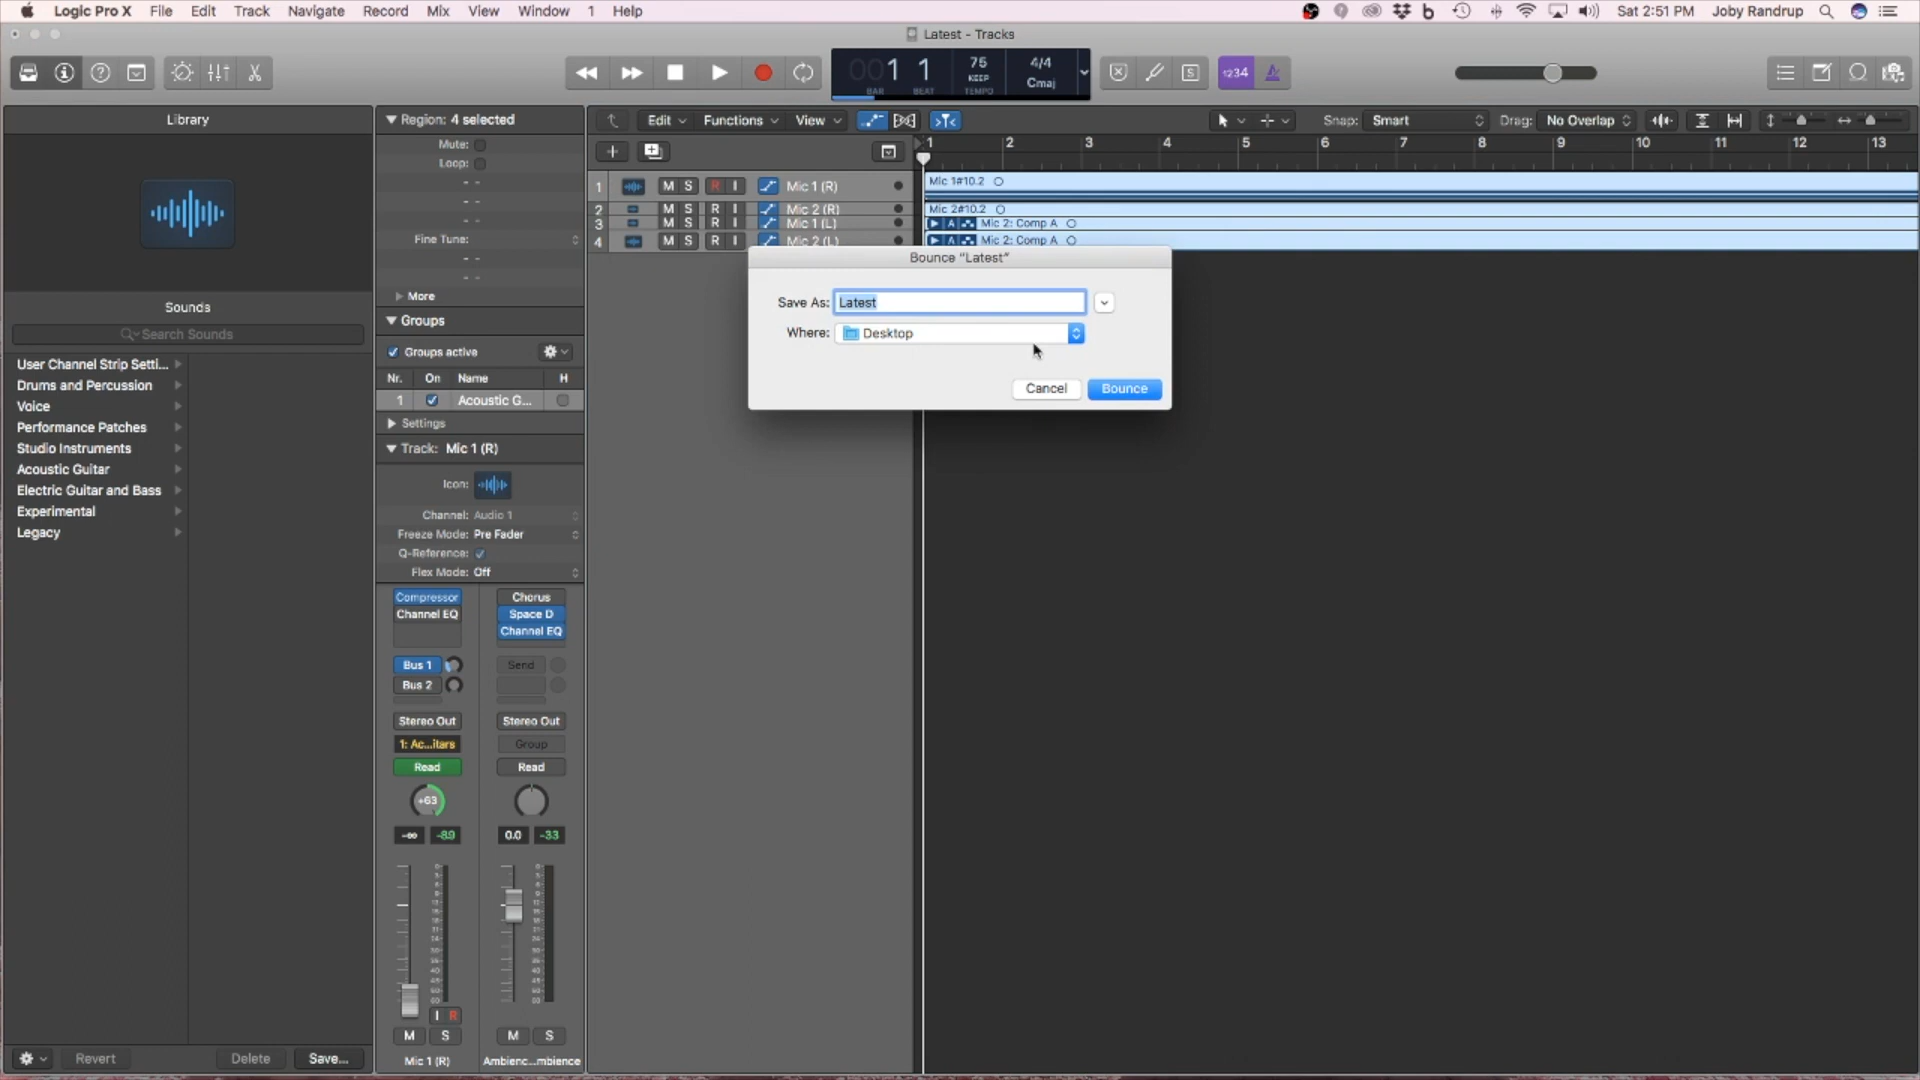 Logic Pro X File Edit Track Navigate Record Mix View Window 1 Help Sat 2:51 PM Joby Randrup
Latest - Tracks
001 1 75 4/4
KEEP Cmaj
BAR BEAT TEMPO
1234
Library
Region: 4 selected
Edit Functions View Snap: Smart Drag: No Overlap
Mute:
Loop:
1 2 3 4 5 6 7 8 9 10 11 12 13
1 M S R I Mic 1 (R) Mic 1#10.2
2 M S R I Mic 2 (R) Mic 2#10.2
3 M S R I Mic 1 (L) A Mic 2: Comp A
4 M S R I Mic 2 (L) A Mic 2: Comp A
Fine Tune:
More
Bounce "Latest"
Save As: Latest
Where: Desktop
Cancel Bounce
Sounds
Search Sounds
User Channel Strip Setti...
Drums and Percussion
Voice
Performance Patches
Studio Instruments
Acoustic Guitar
Electric Guitar and Bass
Experimental
Legacy
Groups
Groups active
Nr. On Name H
1 Acoustic G...
Settings
Track: Mic 1 (R)
Icon:
Channel: Audio 1
Freeze Mode: Pre Fader
Q-Reference:
Flex Mode: Off
Compressor Chorus
Channel EQ Space D
Channel EQ
Bus 1 Send
Bus 2
Stereo Out Stereo Out
1: Ac...itars Group
Read Read
+63
-∞ -89 0.0 -33
I R
M S M S
Mic 1 (R) Ambienc...mbience
Revert Delete Save...